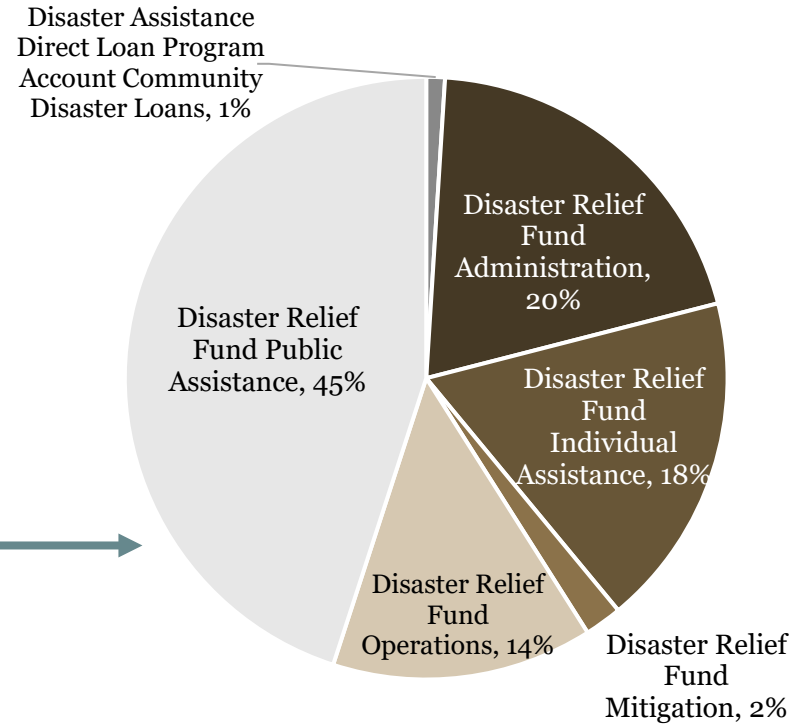 Disaster Assistance
Direct Loan Program
Account Community
Disaster Loans, 1%
Disaster Relief
Fund
Administration,
20%
Disaster Relief
Fund Public
Assistance, 45%
Disaster Relief
Fund
Individual
Assistance, 18%
Disaster Relief
Fund
Operations, 14%
Disaster Relief
Fund
Mitigation, 2%